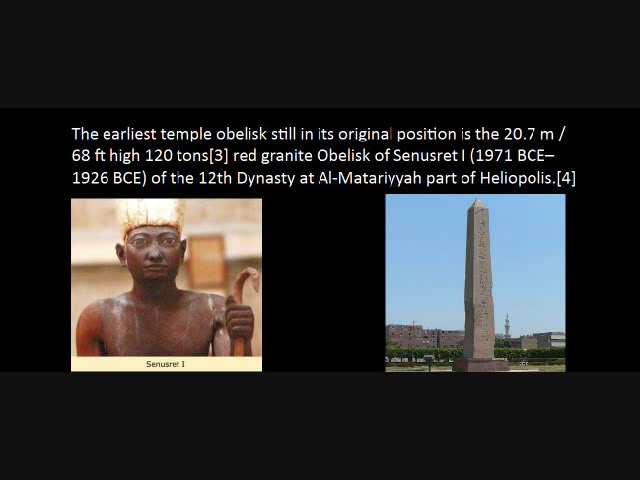 The earliest temple obelisk still in its original position is the 20.7 m /
68 ft high 120 tons[3] red granite Obelisk of Senusret I (1971 BCE–
1926 BCE) of the 12th Dynasty at Al-Matariyyah part of Heliopolis.[4]
Senusret I